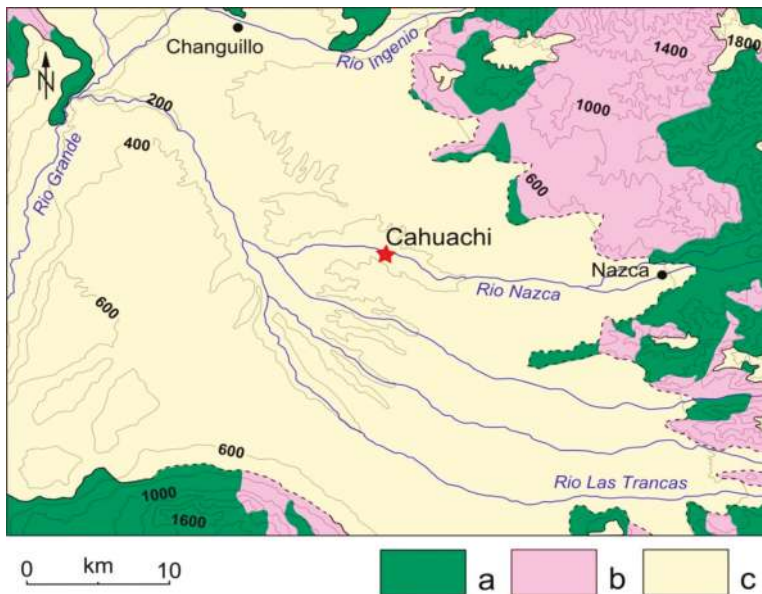 Changuillo
Rio Ingenio
1400
1800
N
200
1000
400
Rio Grande
600
Cahuachi
Nazca
Rio Nazca
600
600
Rio Las Trancas
1000
1600
0 km 10
a b c